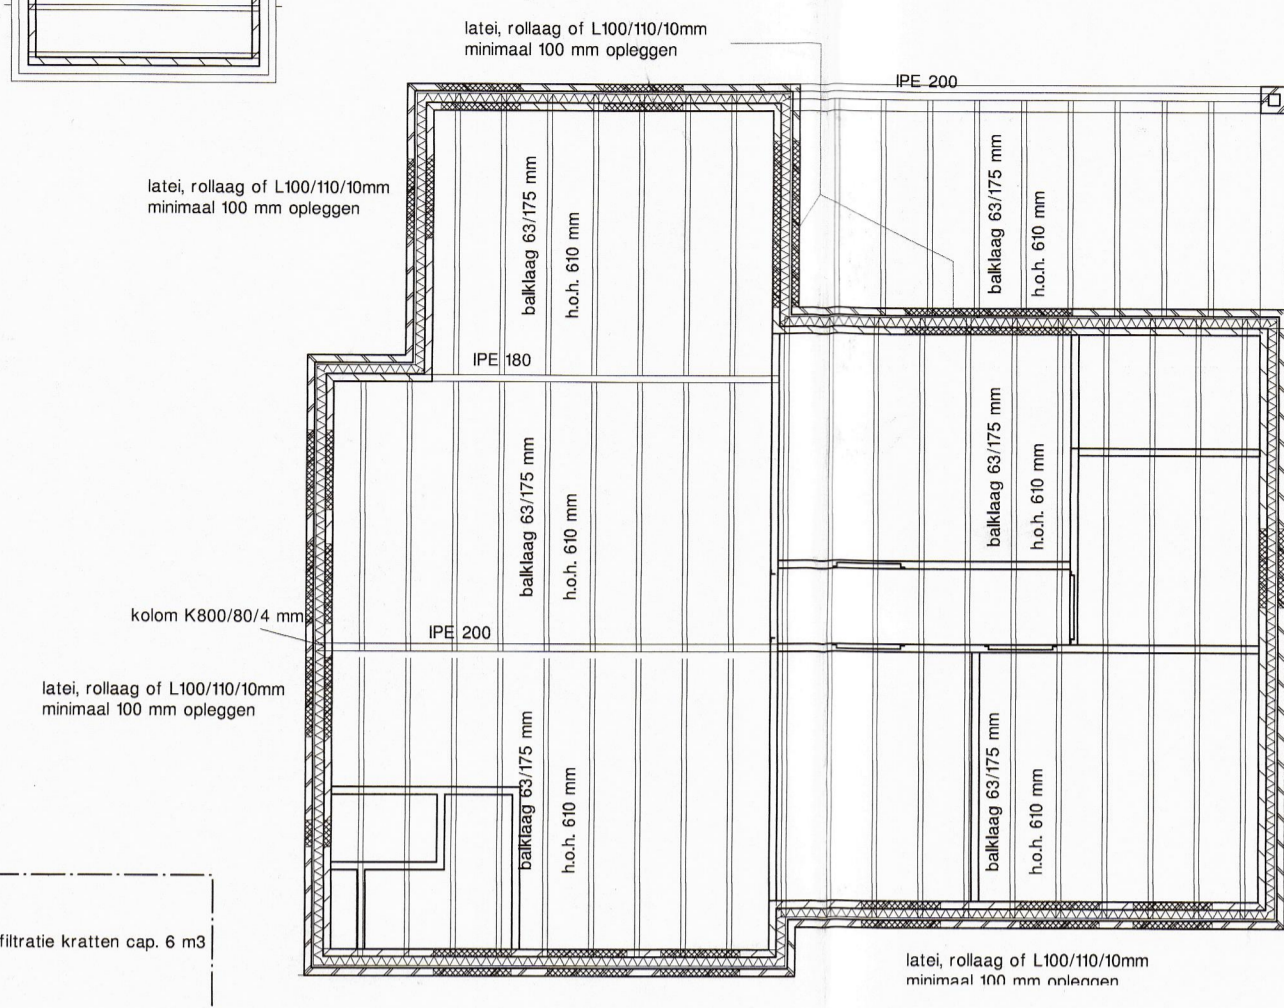 latei, rollaag of L100/110/10mm
minimaal 100 mm opleggen
IPE 200
latei, rollaag of L100/110/10mm
minimaal 100 mm opleggen
balklaag 63/175 mm
h.o.h. 610 mm
balklaag 63/175 mm
h.o.h. 610 mm
IPE 180
balklaag 63/175 mm
h.o.h. 610 mm
balklaag 63/175 mm
h.o.h. 610 mm
kolom K800/80/4 mm
IPE 200
latei, rollaag of L100/110/10mm
minimaal 100 mm opleggen
balklaag 63/175 mm
h.o.h. 610 mm
balklaag 63/175 mm
h.o.h. 610 mm
filtratie kratten cap. 6 m3
latei, rollaag of L100/110/10mm
minimaal 100 mm opleggen